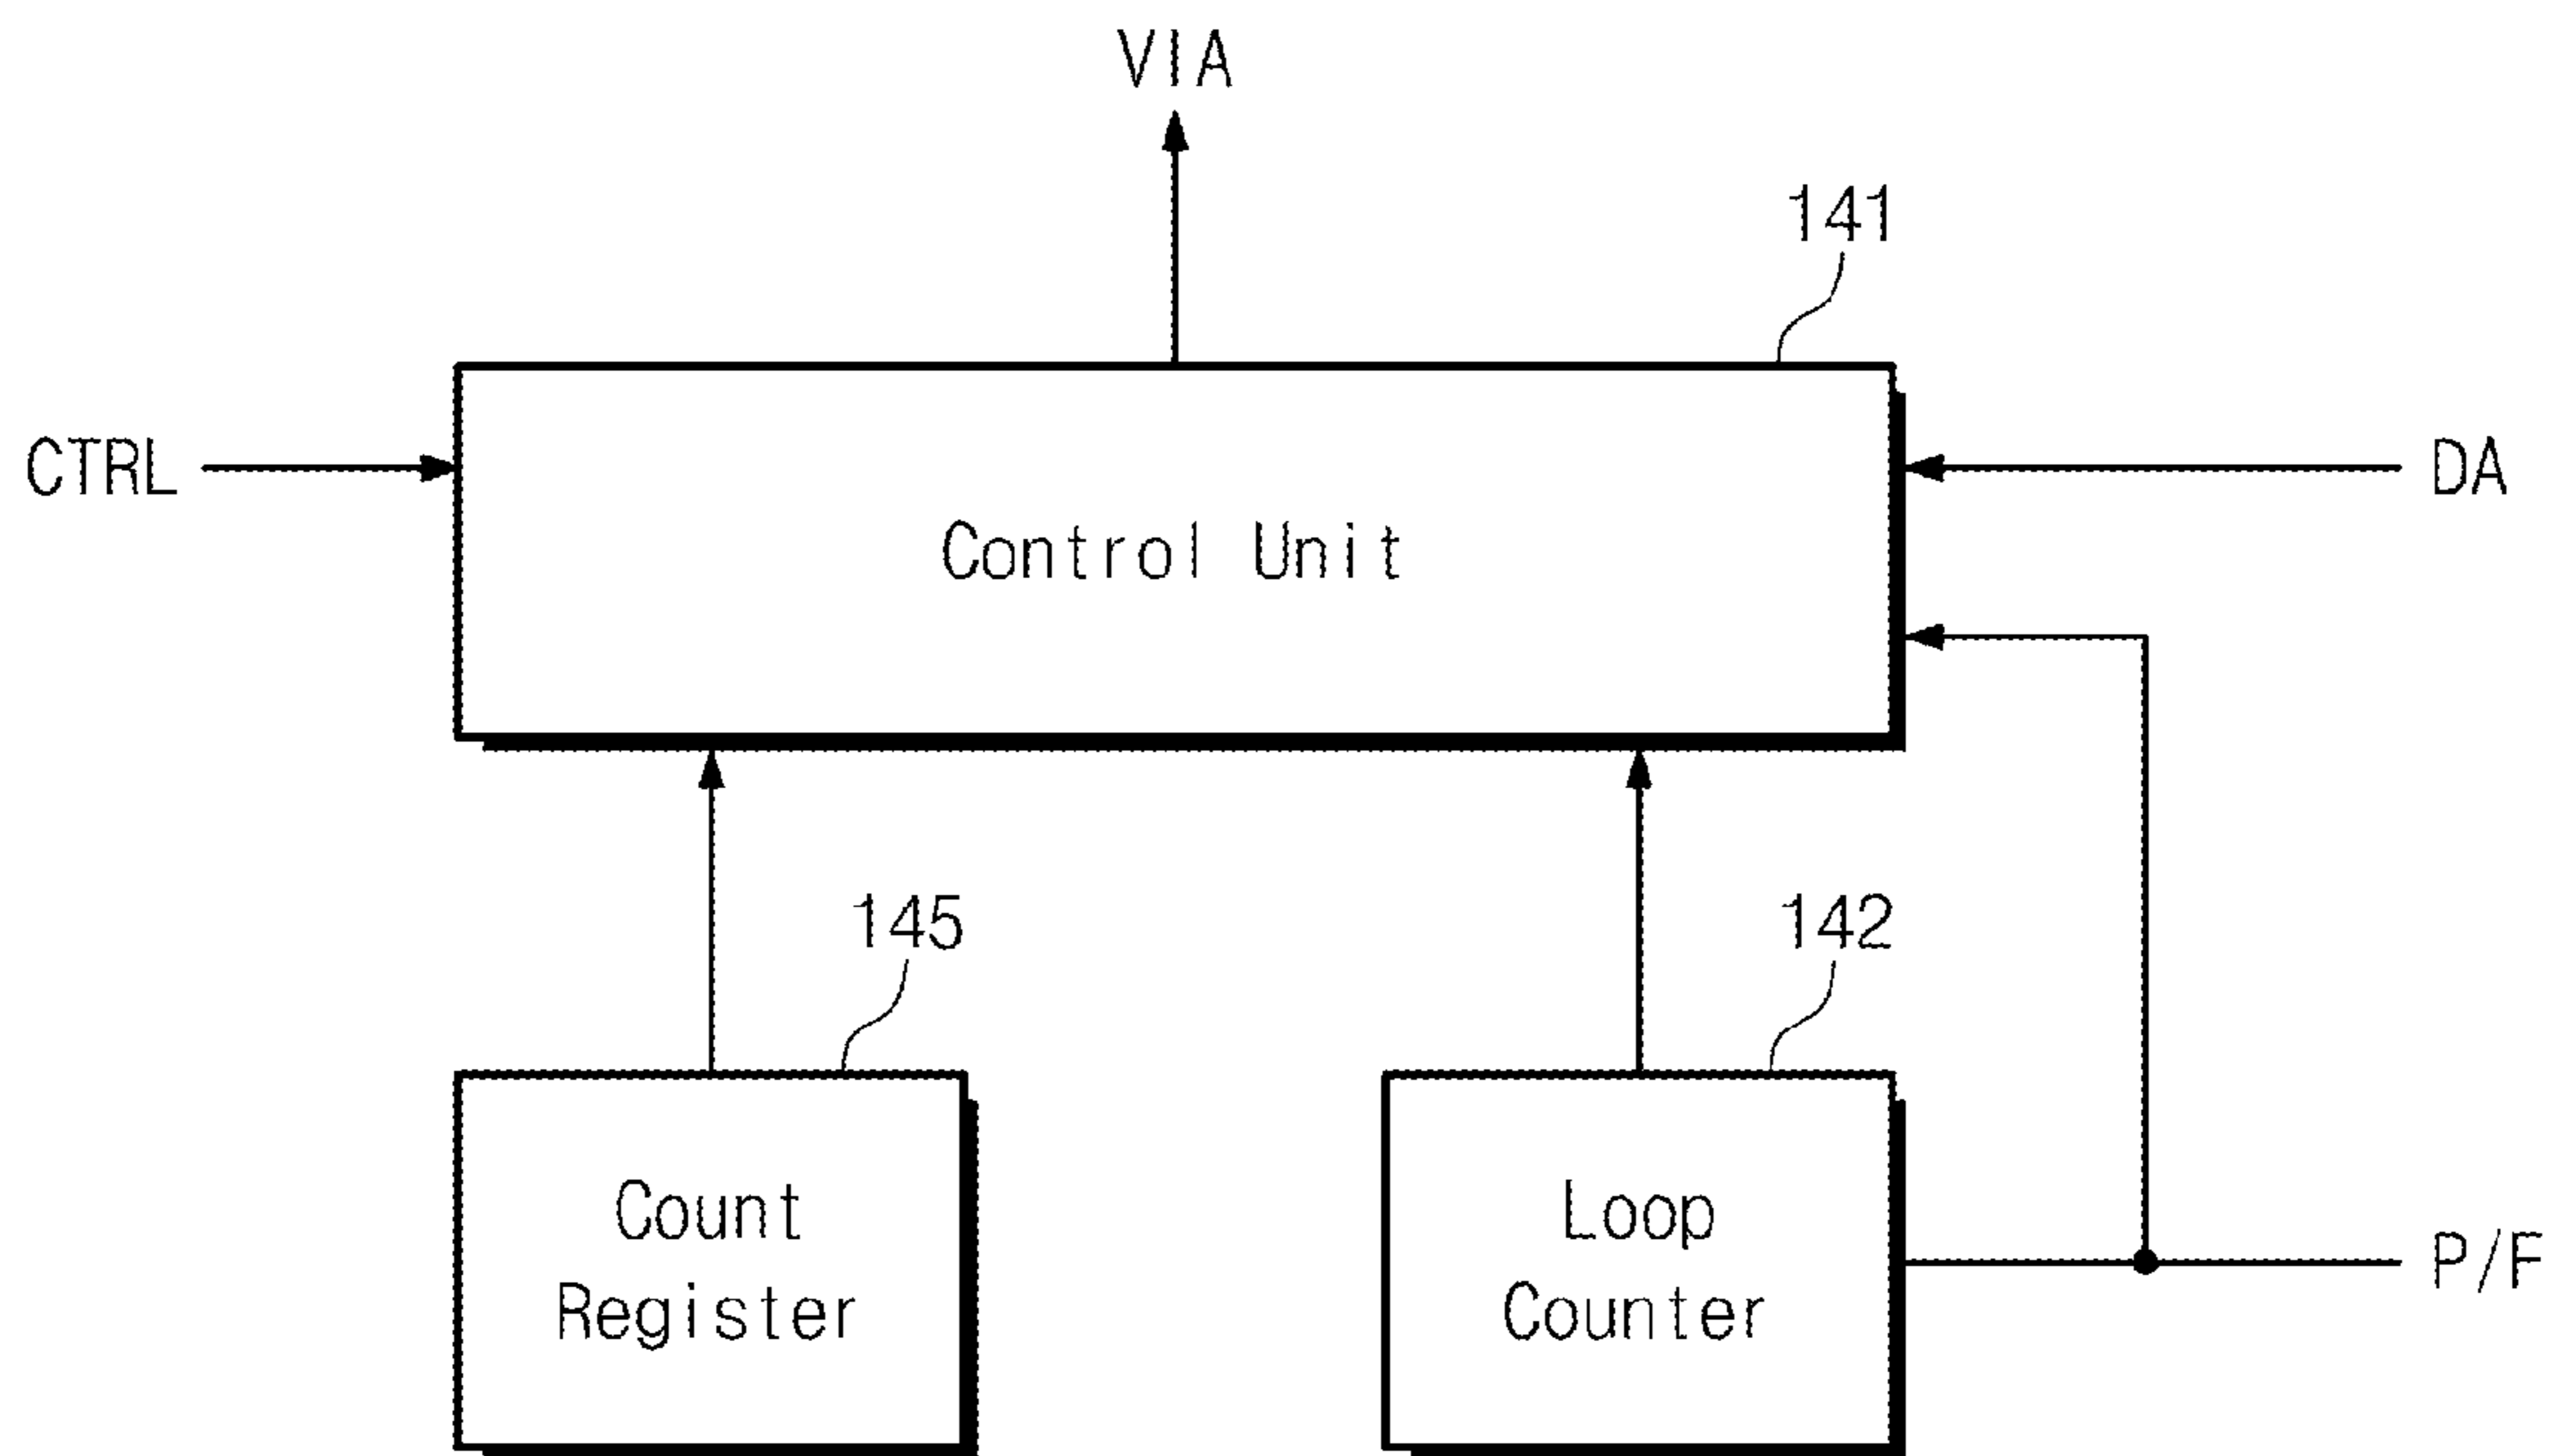 VIA
141
CTRL
DA
Control Unit
145
142
Count
Register
Loop
Counter
P/F